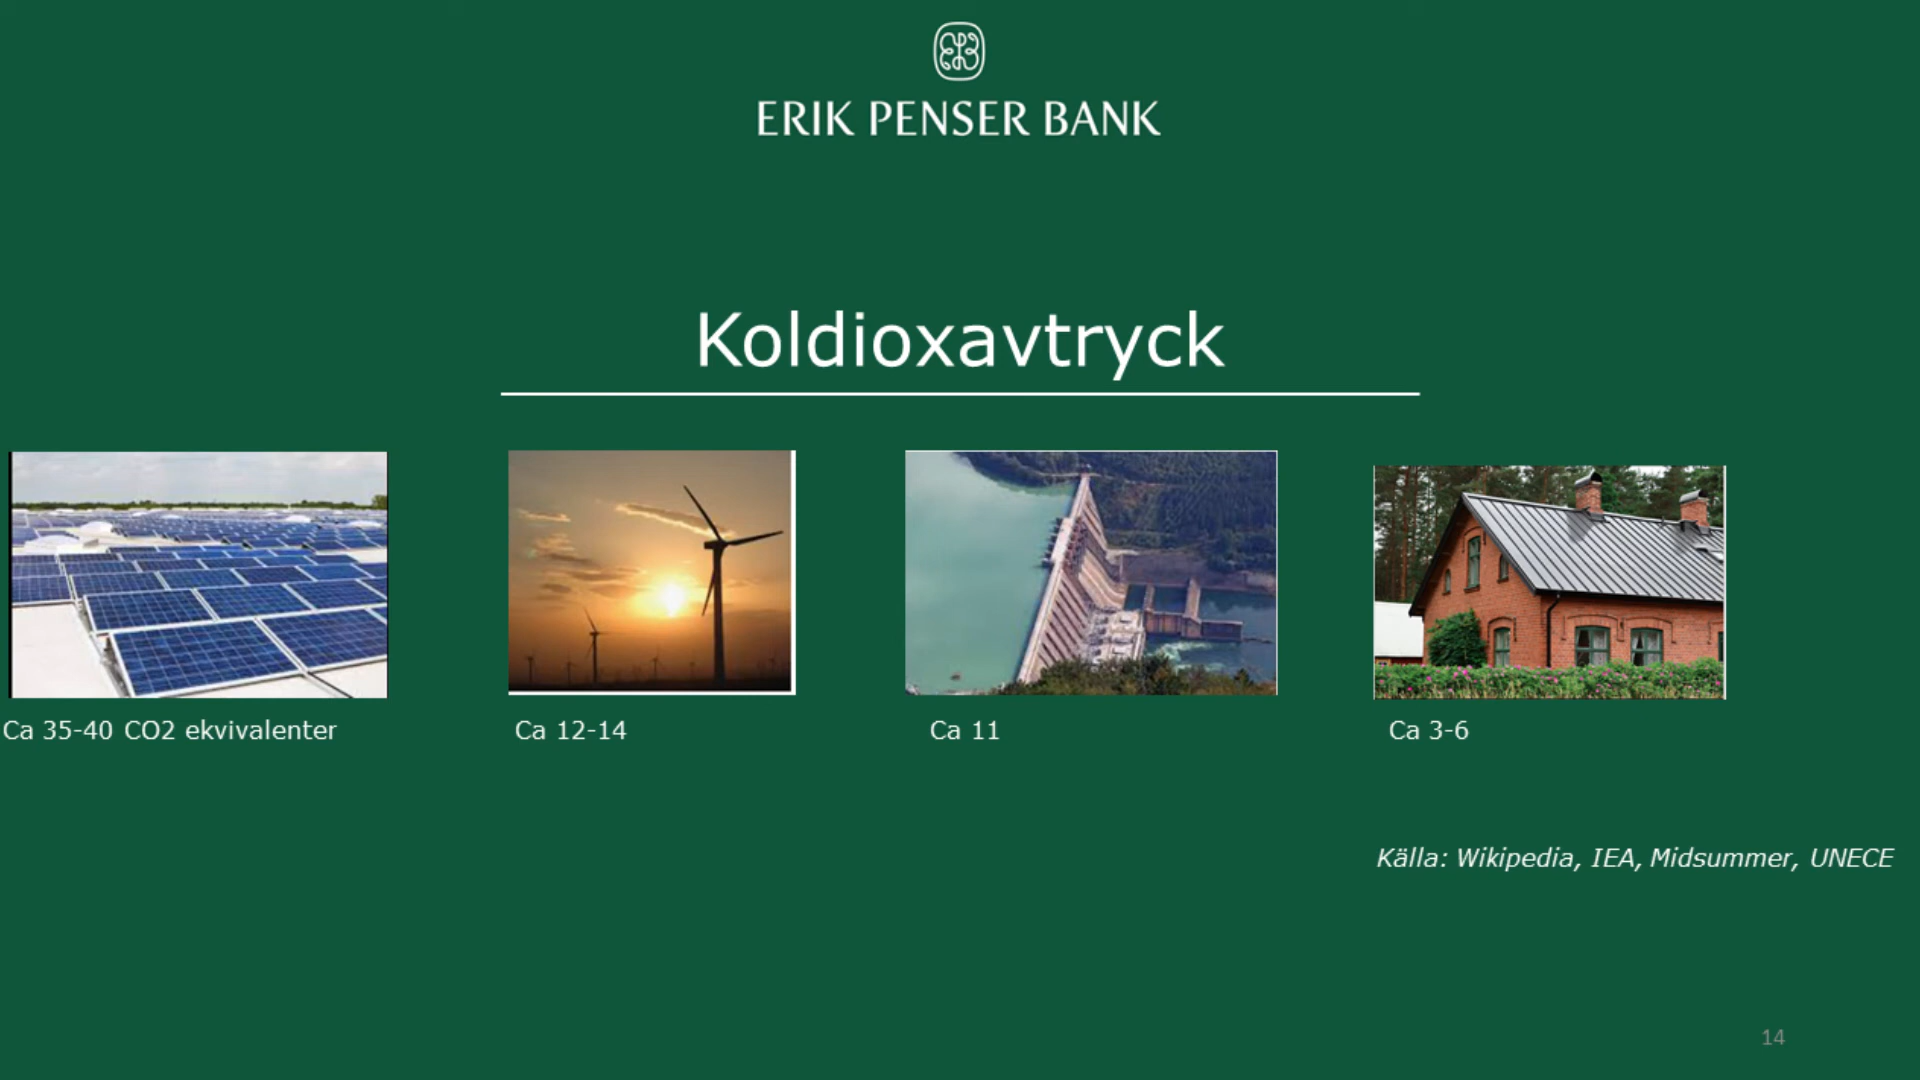 ERIK PENSER BANK
Koldioxavtryck
Ca 35-40 CO2 ekvivalenter
Ca 12-14
Ca 11
Ca 3-6
Källa: Wikipedia, IEA, Midsummer, UNECE
14